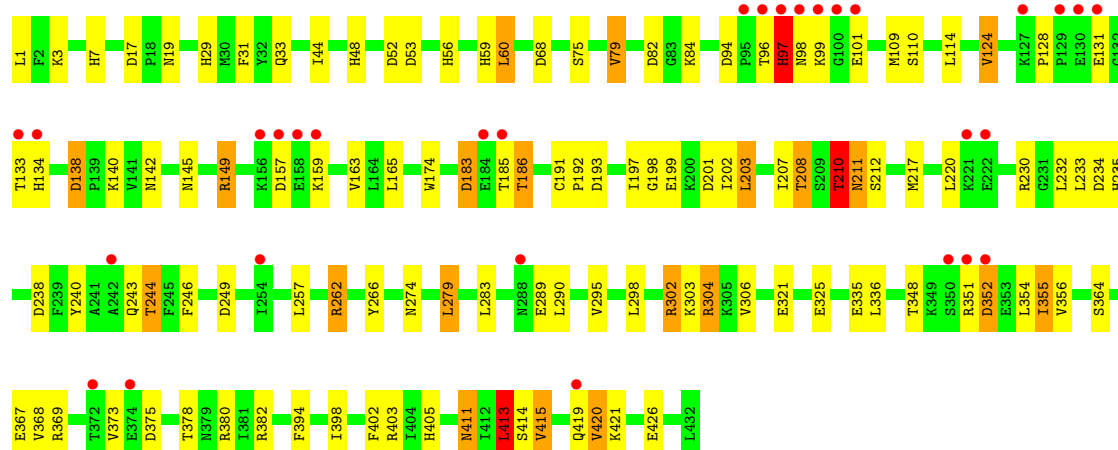 L1 F2 K3 H7 D17 P18 N19 H29 M30 F31 Y32 Q33 I44 H48 D52 D53 H56 H59 L60 D68 S75 V79 D82 G83 K84 D94 P95 T96 H97 N98 K99 G100 E101 M109 S110 L114 V124 K127 P128 P129 E130 E131 G132
T133 H134 D138 P139 K140 V141 N142 N145 R149 K156 D157 E158 K159 V163 L164 L165 W174 D183 E184 T185 T186 C191 P192 D193 I197 G198 E199 K200 D201 I202 L203 I207 T208 S209 T210 N211 S212 M217 L220 K221 E222 R230 G231 L232 L233 D234 H235
D238 F239 Y240 A241 A242 Q243 T244 F245 F246 D249 I254 L257 R262 Y266 N274 L279 L283 N288 E289 L290 V295 L298 R302 K303 R304 K305 V306 E321 E325 E335 L336 T348 K349 S350 R351 D352 E353 L354 I355 V356 S364
E367 V368 R369 T372 V373 E374 D375 T378 N379 R380 I381 R382 F394 I398 F402 R403 I404 H405 N411 I412 L413 S414 V415 Q419 V420 K421 E426 L432